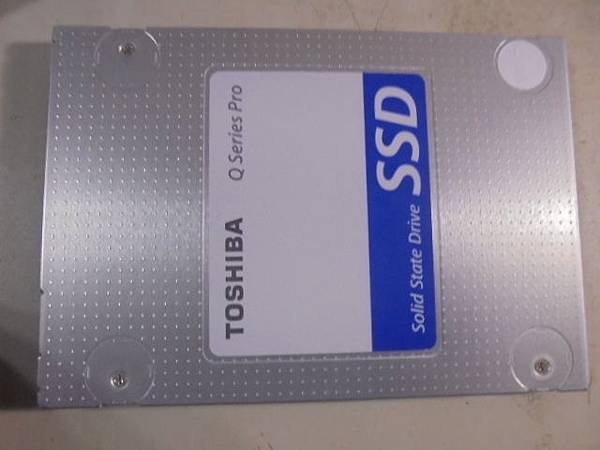 TOSHIBA Q Series Pro
Solid State Drive SSD